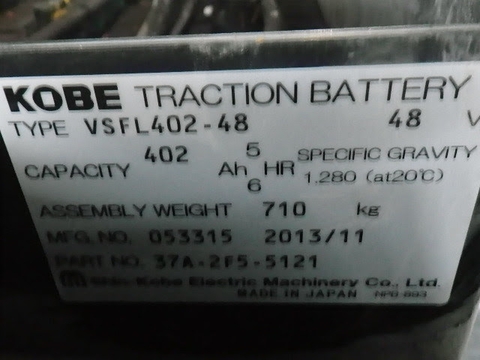 KOBE TRACTION BATTERY
TYPE VSFL402-48 48 V
CAPACITY 402 Ah 5 HR SPECIFIC GRAVITY
6 1.280 (at20℃)
ASSEMBLY WEIGHT 710 kg
MFG. NO. 053315 2013/11
PART NO. 37A-2F5-5121
Shin-Kobe Electric Machinery Co., Ltd.
MADE IN JAPAN